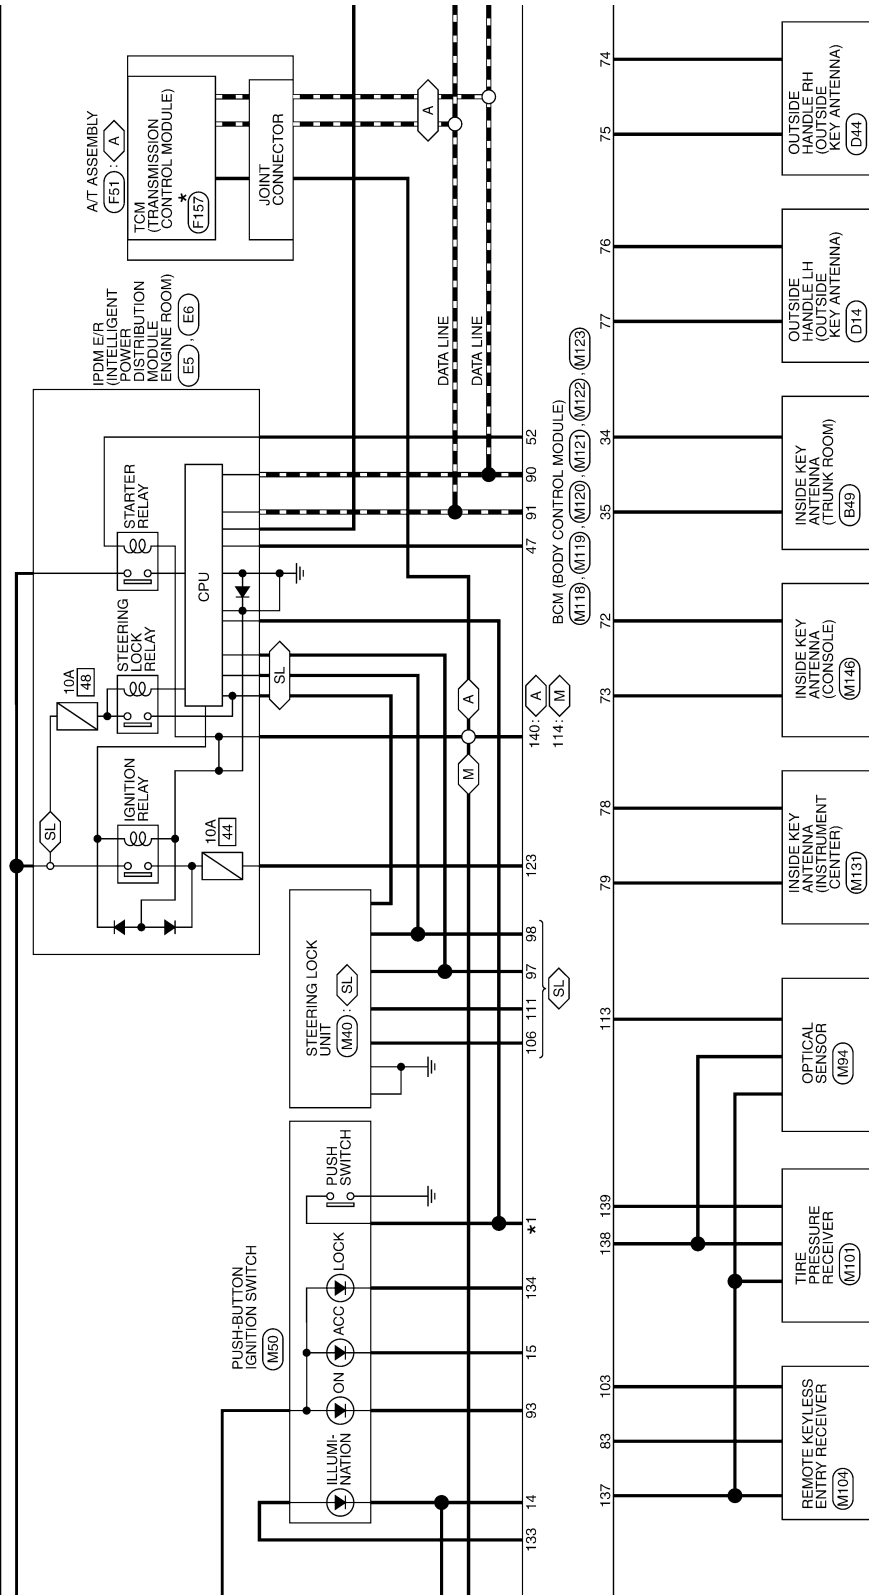 A/T ASSEMBLY
F51 : A
TCM
(TRANSMISSION
CONTROL MODULE)
*
F157
JOINT
CONNECTOR
A
IPDM E/R
(INTELLIGENT
POWER
DISTRIBUTION
MODULE
ENGINE ROOM)
E5 , E6
DATA LINE
DATA LINE
STARTER
RELAY
CPU
STEERING
LOCK
RELAY
10A
48
SL
IGNITION
RELAY
SL
10A
44
A
M
52
90
91
47
140: A
114: M
123
98
97
111
106
SL
STEERING LOCK
UNIT
M40 : SL
PUSH-BUTTON
IGNITION SWITCH
M50
PUSH
SWITCH
LOCK
ACC
ON
ILLUMI-
NATION
*1
134
15
93
14
133
BCM (BODY CONTROL MODULE)
M118 , M119 , M120 , M121 , M122 , M123
74
75
OUTSIDE
HANDLE RH
(OUTSIDE
KEY ANTENNA)
D44
76
77
OUTSIDE
HANDLE LH
(OUTSIDE
KEY ANTENNA)
D14
34
35
INSIDE KEY
ANTENNA
(TRUNK ROOM)
B49
72
73
INSIDE KEY
ANTENNA
(CONSOLE)
M146
78
79
INSIDE KEY
ANTENNA
(INSTRUMENT
CENTER)
M131
113
OPTICAL
SENSOR
M94
139
138
TIRE
PRESSURE
RECEIVER
M101
103
83
137
REMOTE KEYLESS
ENTRY RECEIVER
M104